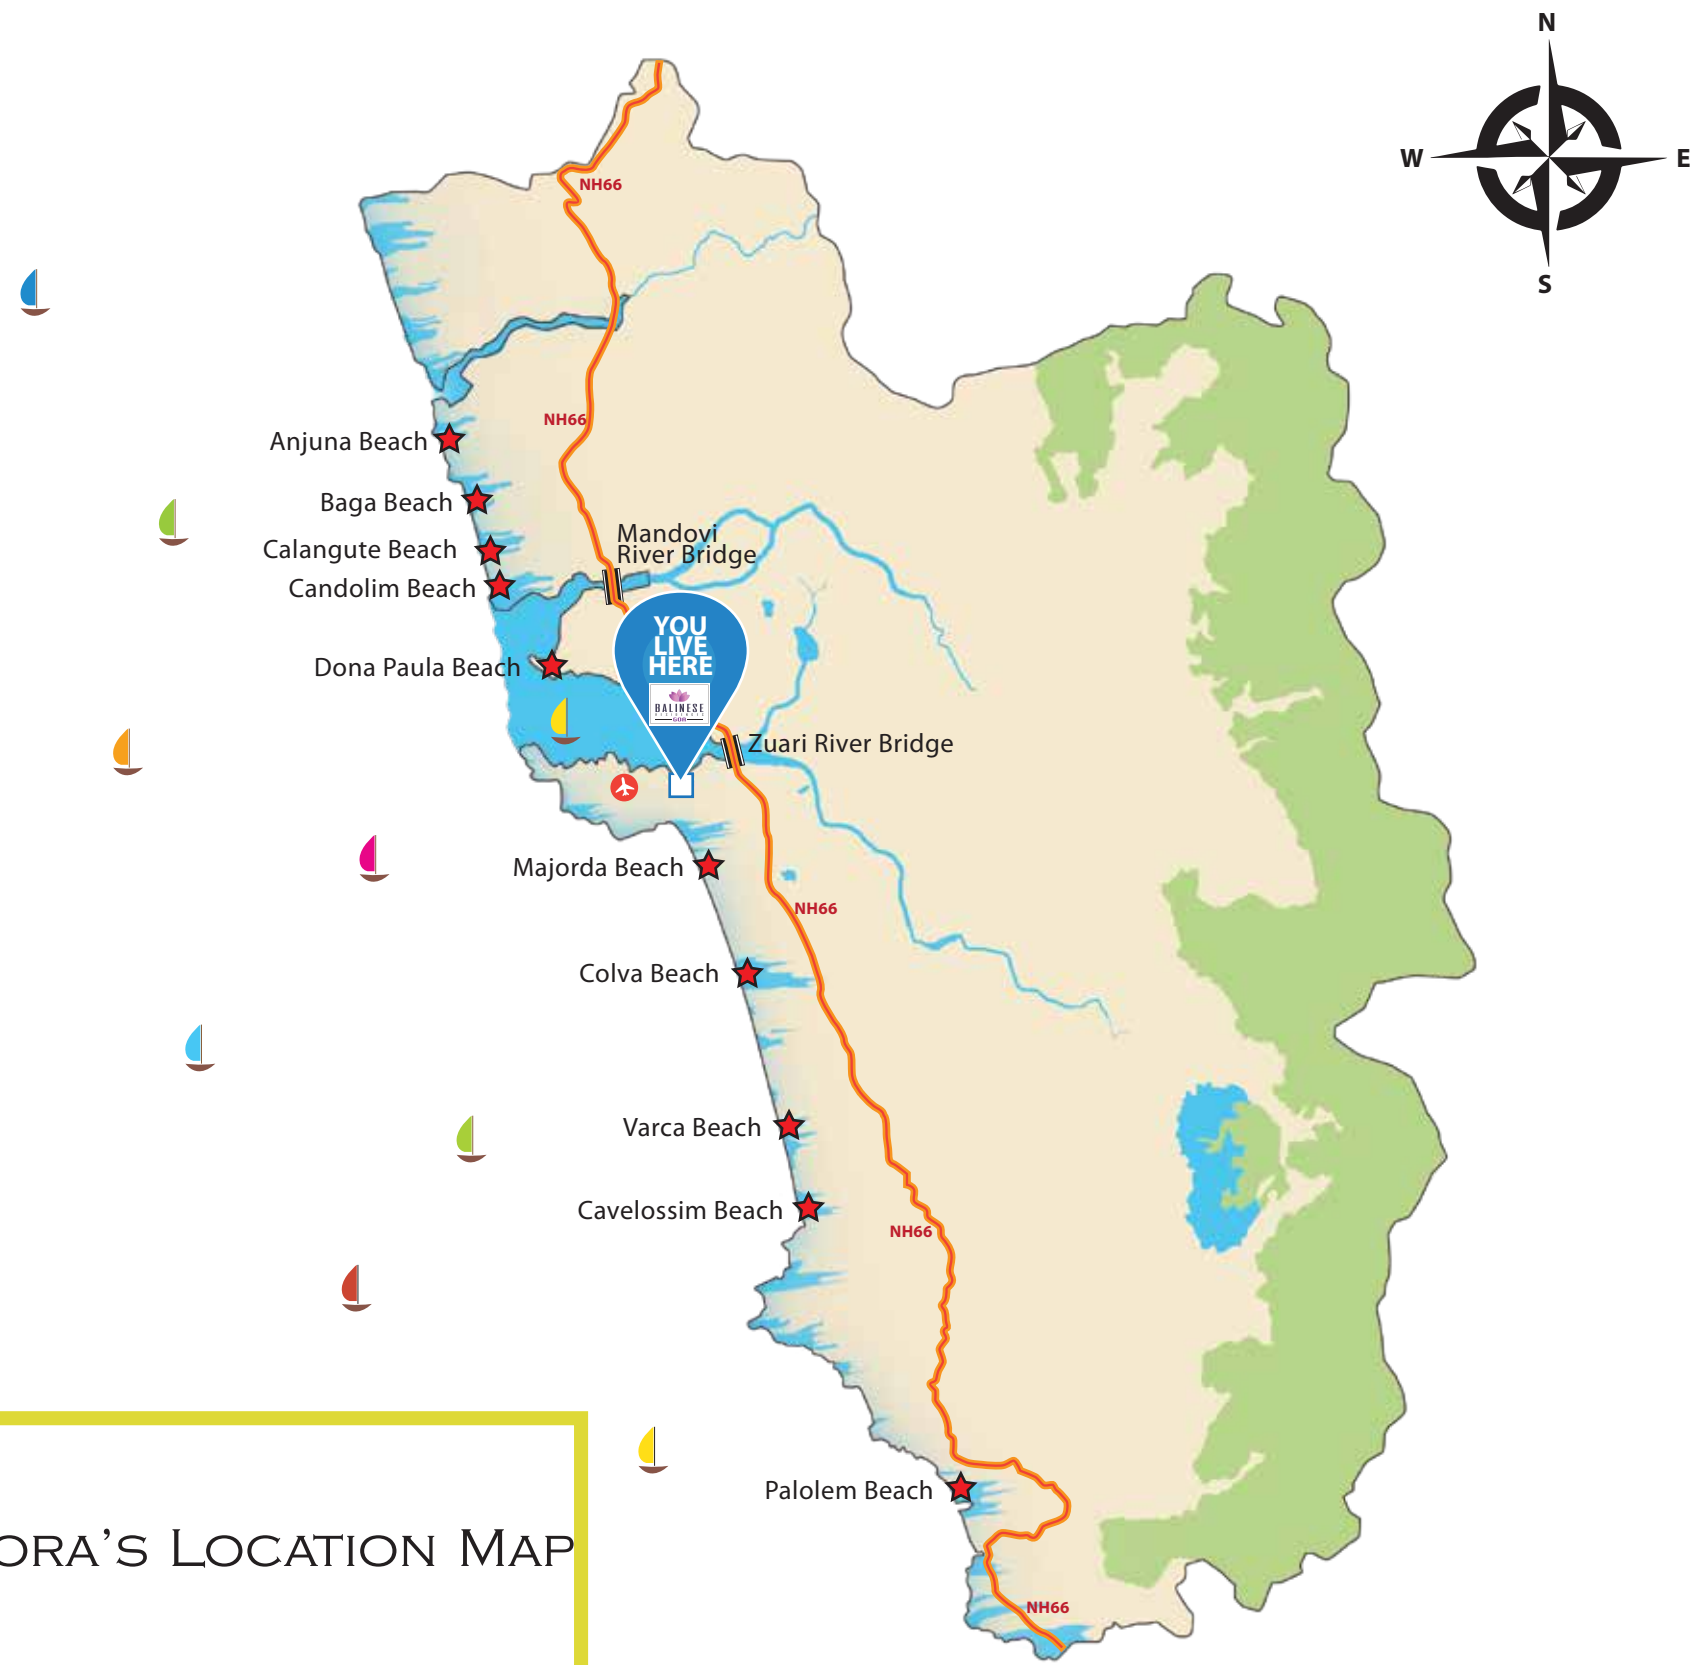 N
W
E
S
NH66
NH66
Anjuna Beach
Baga Beach
Mandovi
River Bridge
Calangute Beach
Candolim Beach
YOU
LIVE
HERE
BALINESE
GOA
Dona Paula Beach
Zuari River Bridge
Majorda Beach
NH66
Colva Beach
Varca Beach
Cavelossim Beach
NH66
Palolem Beach
ORA'S LOCATION MAP
NH66